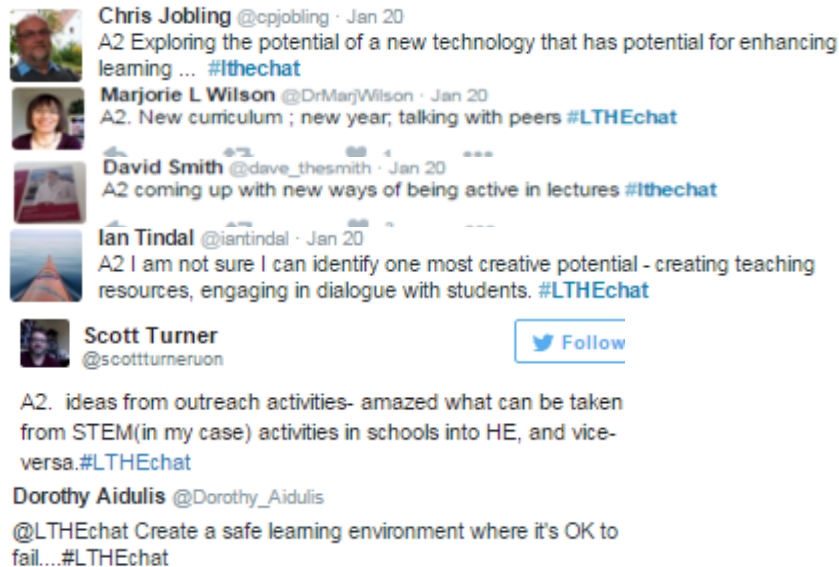 Chris Jobling @cpjobling · Jan 20
A2 Exploring the potential of a new technology that has potential for enhancing
learning ... #lthechat
Marjorie L Wilson @DrMarjWilson · Jan 20
A2. New curriculum ; new year; talking with peers #LTHEchat
1
David Smith @dave_thesmith · Jan 20
A2 coming up with new ways of being active in lectures #lthechat
Ian Tindal @iantindal · Jan 20
A2 I am not sure I can identify one most creative potential - creating teaching
resources, engaging in dialogue with students. #LTHEchat
Scott Turner
Follow
@scottturneruon
A2.  ideas from outreach activities- amazed what can be taken
from STEM(in my case) activities in schools into HE, and vice-
versa.#LTHEchat
Dorothy Aidulis @Dorothy_Aidulis
@LTHEchat Create a safe learning environment where it's OK to
fail....#LTHEchat